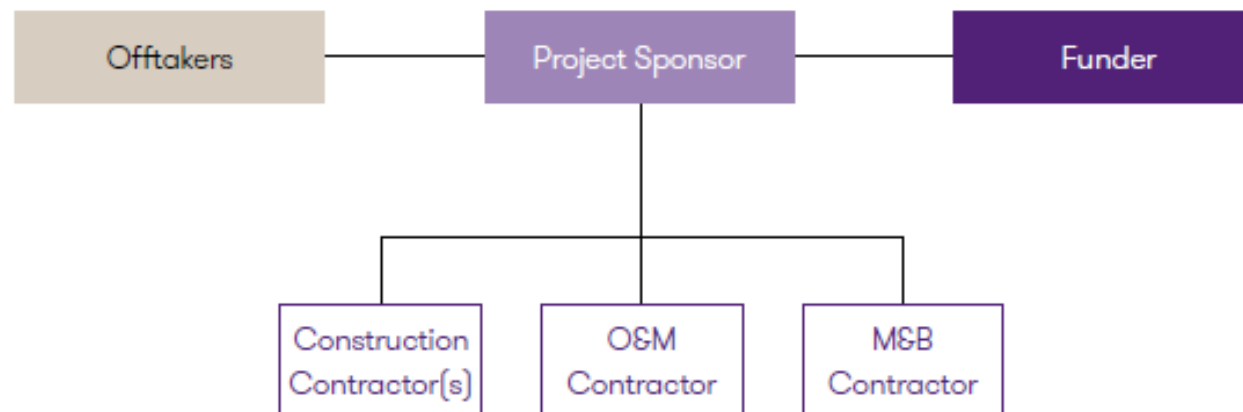 Offtakers
Project Sponsor
Funder
Construction
Contractor(s)
O&M
Contractor
M&B
Contractor